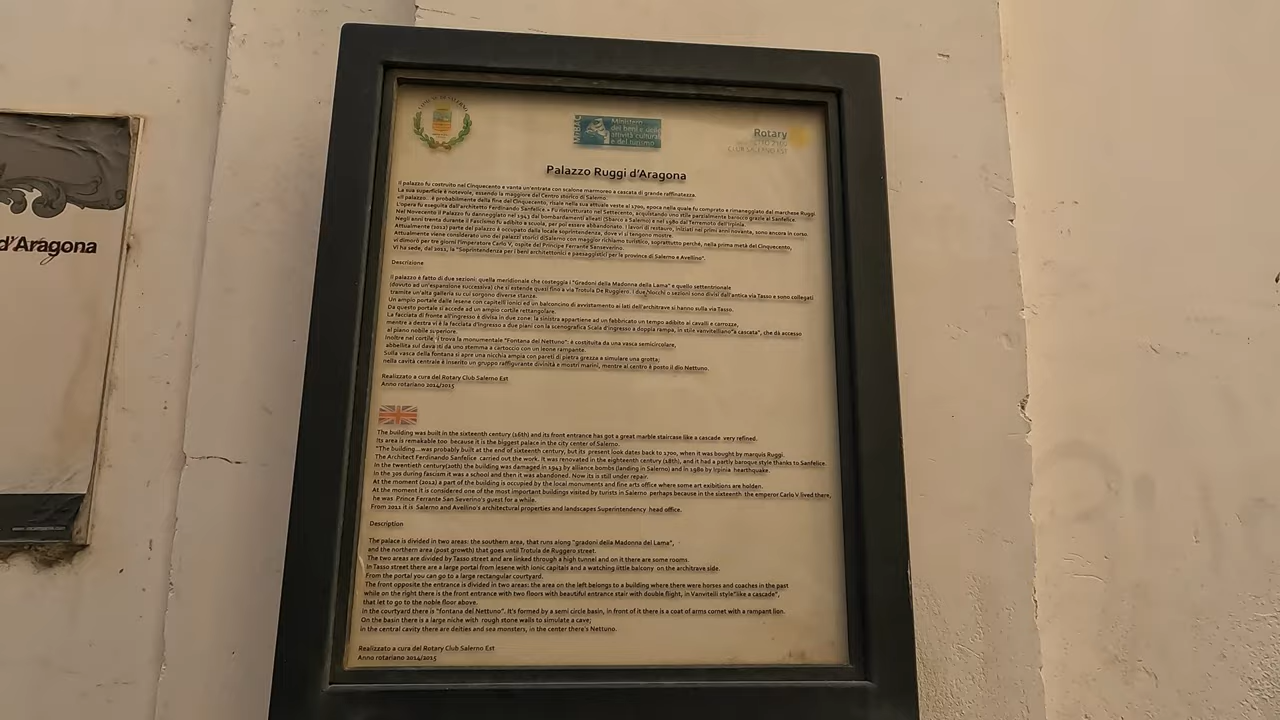 d'Aragona
COMUNE DI SALERNO
MiBAC
Ministero
dei beni e delle
attività culturali
e del turismo
Rotary
CLUB SALERNO EST
Palazzo Ruggi d'Aragona
Il palazzo fu costruito nel Cinquecento e vanta un'entrata con scalone marmoreo a cascata di grande raffinatezza.
La sua superficie è notevole, essendo la maggiore del Centro storico di Salerno.
«Il palazzo... è probabilmente della fine del Cinquecento, risale nella sua attuale veste al 1700, epoca nella quale fu comprato e rimaneggiato dal marchese Ruggi.
L'opera fu eseguita dall'architetto Ferdinando Sanfelice.» Fu ristrutturato nel Settecento, acquistando uno stile parzialmente barocco grazie al Sanfelice.
Nel Novecento il Palazzo fu danneggiato nel 1943 dai bombardamenti alleati (Sbarco a Salerno) e nel 1980 dal Terremoto dell'Irpinia.
Negli anni trenta durante il Fascismo fu adibito a scuola, per poi essere abbandonato. I lavori di restauro, iniziati nei primi anni novanta, sono ancora in corso.
Attualmente (2012) parte del palazzo è occupato dalla locale soprintendenza, dove vi si tengono mostre.
Attualmente viene considerato uno dei palazzi storici di Salerno con maggior richiamo turistico, soprattutto perché, nella prima metà del Cinquecento,
vi dimorò per tre giorni l'imperatore Carlo V, ospite del Principe Ferrante Sanseverino.
Vi ha sede, dal 2011, la "Soprintendenza per i beni architettonici e paesaggistici per le province di Salerno e Avellino".
Descrizione
Il palazzo è fatto di due sezioni: quella meridionale che costeggia i "Gradoni della Madonna della Lama" e quello settentrionale
(dovuto ad un'espansione successiva) che si estende quasi fino a via Trotula De Ruggiero. I due blocchi o sezioni sono divisi dall'antica via Tasso e sono collegati
tramite un'alta galleria su cui sorgono diverse stanze.
Un ampio portale dalle lesene con capitelli ionici ed un balconcino di avvistamento ai lati dell'architrave si hanno sulla via Tasso.
Da questo portale si accede ad un ampio cortile rettangolare.
La facciata di fronte all'ingresso è divisa in due zone: la sinistra appartiene ad un fabbricato un tempo adibito ai cavalli e carrozze,
mentre a destra vi è la facciata d'ingresso a due piani con la scenografica Scala d'ingresso a doppia rampa, in stile vanvitelliano "a cascata", che dà accesso
al piano nobile superiore.
Inoltre nel cortile, si trova la monumentale "Fontana del Nettuno": è costituita da una vasca semicircolare,
abbellita sul davanti da uno stemma a cartoccio con un leone rampante.
Sulla vasca della fontana si apre una nicchia ampia con pareti di pietra grezza a simulare una grotta;
nella cavità centrale è inserito un gruppo raffigurante divinità e mostri marini, mentre al centro è posto il dio Nettuno.
Realizzato a cura del Rotary Club Salerno Est
Anno rotariano 2014/2015
The building was built in the sixteenth century (16th) and its front entrance has got a great marble staircase like a cascade very refined.
Its area is remakable too because it is the biggest palace in the city center of Salerno.
"The building...was probably built at the end of sixteenth century, but its present look dates back to 1700, when it was bought by marquis Ruggi.
The Architect Ferdinando Sanfelice carried out the work. It was renovated in the eighteenth century (18th), and it had a partly baroque style thanks to Sanfelice.
In the twentieth century(20th) the building was damaged in 1943 by alliance bombs (landing in Salerno) and in 1980 by Irpinia hearthquake.
In the 30s during fascism it was a school and then it was abandoned. Now its is still under repair.
At the moment (2012) a part of the building is occupied by the local monuments and fine arts office where some art exibitions are holden.
At the moment it is considered one of the most important buildings visited by turists in Salerno perhaps because in the sixteenth the emperor Carlo V lived there,
he was Prince Ferrante San Severino's guest for a while.
From 2011 it is Salerno and Avellino's architectural properties and landscapes Superintendency head office.
Description
The palace is divided in two areas: the southern area, that runs along "gradoni della Madonna del Lama",
and the northern area (post growth) that goes until Trotula de Ruggero street.
The two areas are divided by Tasso street and are linked through a high tunnel and on it there are some rooms.
In Tasso street there are a large portal from lesene with ionic capitals and a watching little balcony on the architrave side.
From the portal you can go to a large rectangular courtyard.
The front opposite the entrance is divided in two areas: the area on the left belongs to a building where there were horses and coaches in the past
while on the right there is the front entrance with two floors with beautiful entrance stair with double flight, in Vanvitelli style"like a cascade",
that let to go to the noble floor above.
In the courtyard there is "fontana del Nettuno". It's formed by a semi circle basin, in front of it there is a coat of arms comet with a rampant lion.
On the basin there is a large niche with rough stone walls to simulate a cave;
in the central cavity there are deities and sea monsters, in the center there's Nettuno.
Realizzato a cura del Rotary Club Salerno Est
Anno rotariano 2014/2015